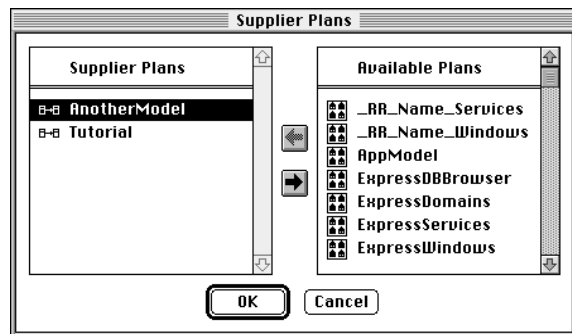 Supplier Plans
Supplier Plans
AnotherModel
Tutorial
Available Plans
_RR_Name_Services
_RR_Name_Windows
AppModel
ExpressDBBrowser
ExpressDomains
ExpressServices
ExpressWindows
OK
Cancel